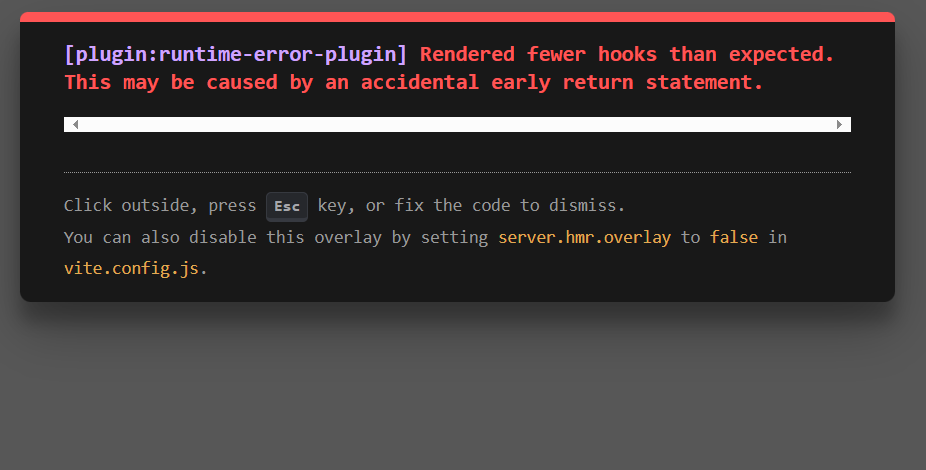 [plugin:runtime-error-plugin] Rendered fewer hooks than expected.
This may be caused by an accidental early return statement.
Click outside, press Esc key, or fix the code to dismiss.
You can also disable this overlay by setting server.hmr.overlay to false in
vite.config.js.